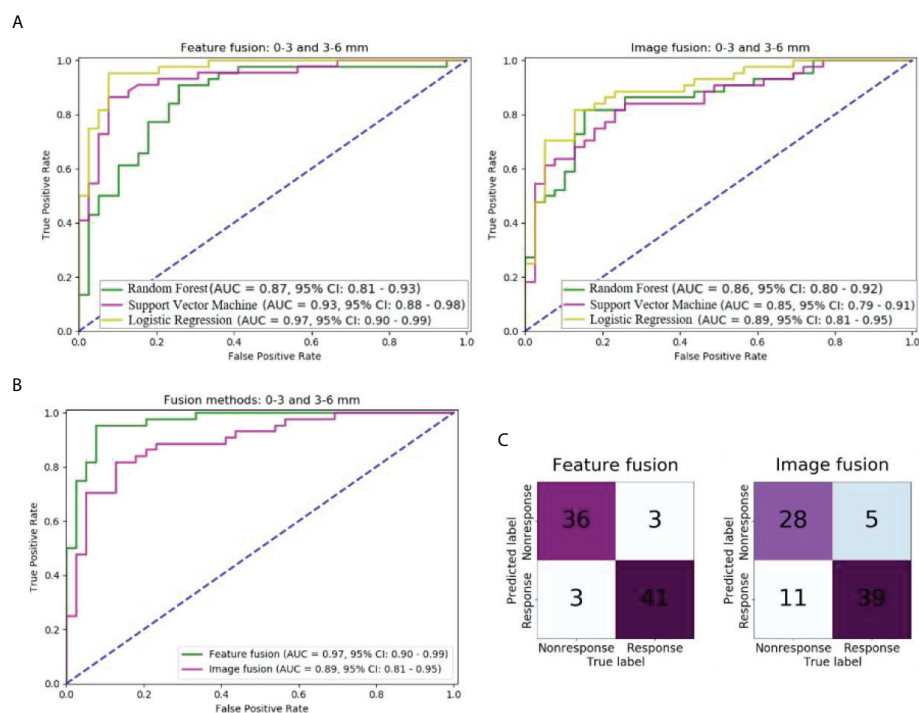 A
Feature fusion: 0-3 and 3-6 mm
True Positive Rate
1.0
0.8
0.6
0.4
0.2
0.0
Random Forest (AUC = 0.87, 95% CI: 0.81 - 0.93)
Support Vector Machine (AUC = 0.93, 95% CI: 0.88 - 0.98)
Logistic Regression (AUC = 0.97, 95% CI: 0.90 - 0.99)
0.0 0.2 0.4 0.6 0.8 1.0
False Positive Rate
Image fusion: 0-3 and 3-6 mm
True Positive Rate
1.0
0.8
0.6
0.4
0.2
0.0
Random Forest (AUC = 0.86, 95% CI: 0.80 - 0.92)
Support Vector Machine (AUC = 0.85, 95% CI: 0.79 - 0.91)
Logistic Regression (AUC = 0.89, 95% CI: 0.81 - 0.95)
0.0 0.2 0.4 0.6 0.8 1.0
False Positive Rate
B
Fusion methods: 0-3 and 3-6 mm
True Positive Rate
1.0
0.8
0.6
0.4
0.2
0.0
Feature fusion (AUC = 0.97, 95% CI: 0.90 - 0.99)
Image fusion (AUC = 0.89, 95% CI: 0.81 - 0.95)
0.0 0.2 0.4 0.6 0.8 1.0
False Positive Rate
C
Feature fusion
Predicted label
Nonresponse
Response
36 3
3 41
Nonresponse Response
True label
Image fusion
Predicted label
Nonresponse
Response
28 5
11 39
Nonresponse Response
True label